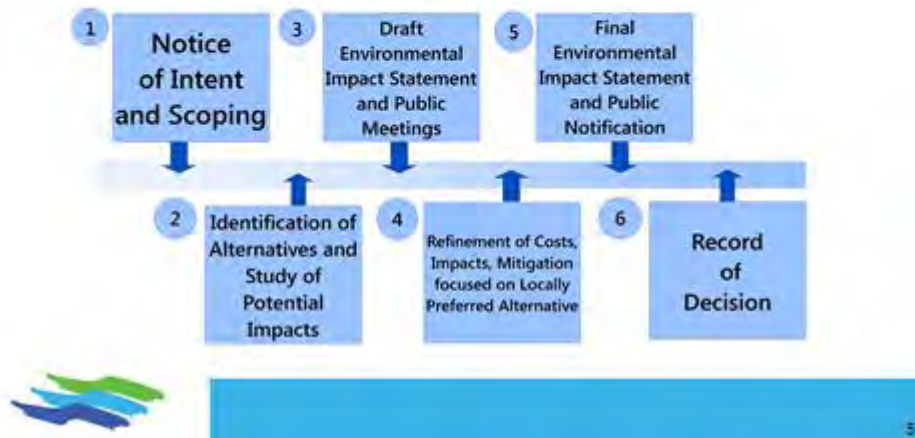 1
Notice
of Intent
and Scoping
2
Identification of
Alternatives and
Study of
Potential
Impacts
3
Draft
Environmental
Impact Statement
and Public
Meetings
4
Refinement of Costs,
Impacts, Mitigation
focused on Locally
Preferred Alternative
5
Final
Environmental
Impact Statement
and Public
Notification
6
Record
of
Decision